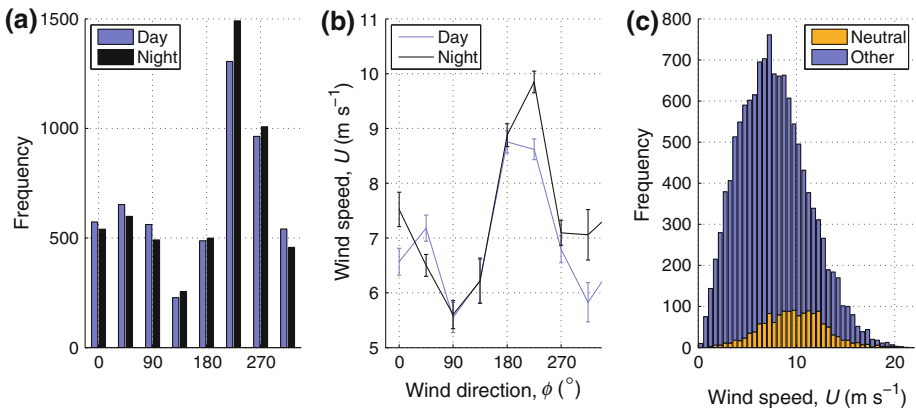 (a)
Day
Night
Frequency
1500
1000
500
0
0 90 180 270
(b)
Day
Night
Wind speed, U (m s−1)
11
10
9
8
7
6
5
0 90 180 270
Wind direction, ϕ (°)
(c)
Neutral
Other
Frequency
800
700
600
500
400
300
200
100
0
0 10 20
Wind speed, U (m s−1)